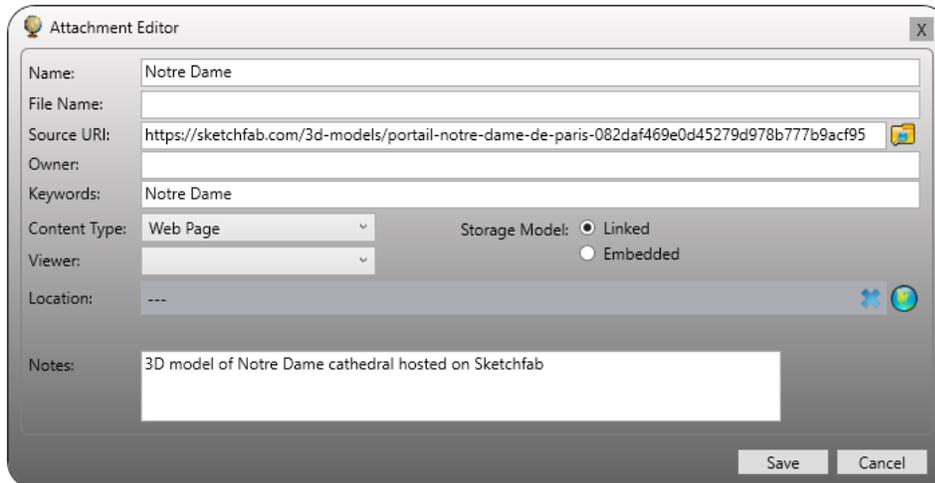 Attachment Editor
X
Name: Notre Dame
File Name:
Source URI: https://sketchfab.com/3d-models/portail-notre-dame-de-paris-082daf469e0d45279d978b777b9acf95
Owner:
Keywords: Notre Dame
Content Type: Web Page
Storage Model: Linked
Embedded
Viewer:
Location: ---
Notes: 3D model of Notre Dame cathedral hosted on Sketchfab
Save Cancel